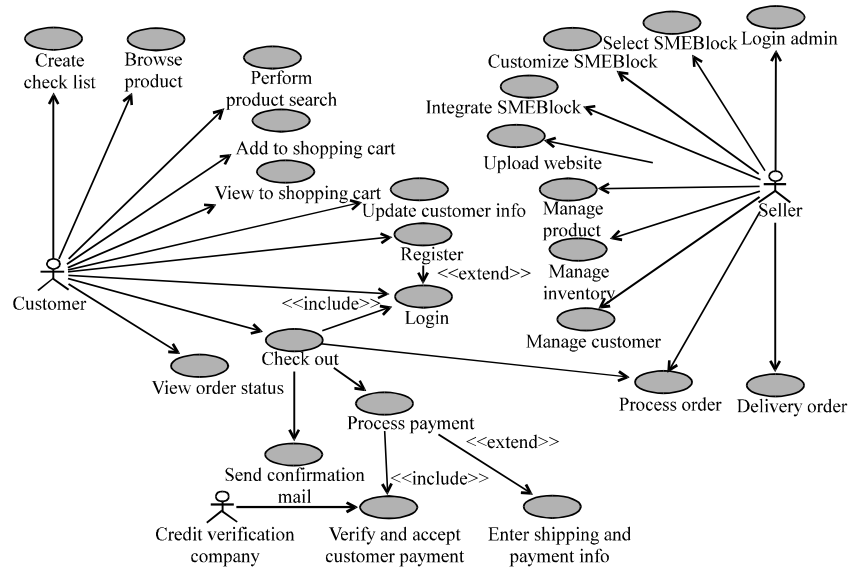 Create
check list
Browse
product
Perform
product search
Add to shopping cart
View to shopping cart
Update customer info
Register
<<extend>>
Login
<<include>>
Customer
Check out
View order status
Process payment
<<extend>>
<<include>>
Send confirmation
mail
Credit verification
company
Verify and accept
customer payment
Enter shipping and
payment info
Login admin
Select SMEBlock
Customize SMEBlock
Integrate SMEBlock
Upload website
Manage
product
Seller
Manage
inventory
Manage customer
Process order
Delivery order